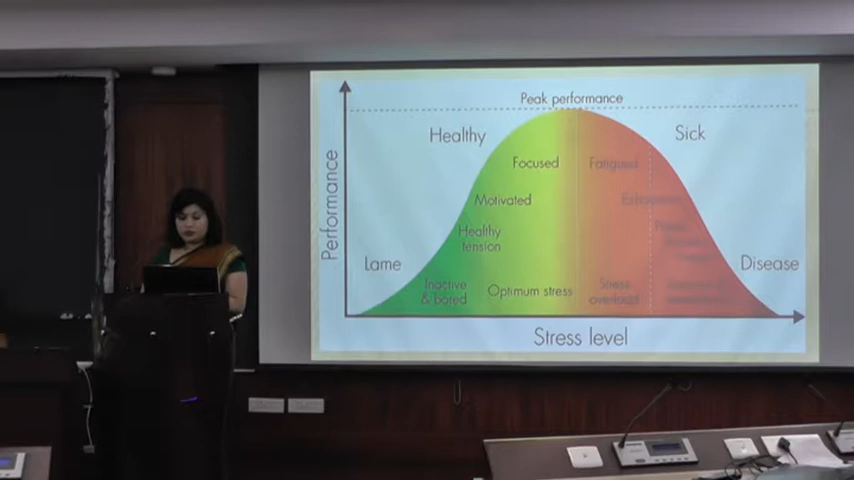 Peak performance
Healthy
Sick
Focused
Fatigued
Motivated
Healthy
tension
Performance
Lame
Disease
Inactive
& bored
Optimum stress
Stress
overload
Stress level